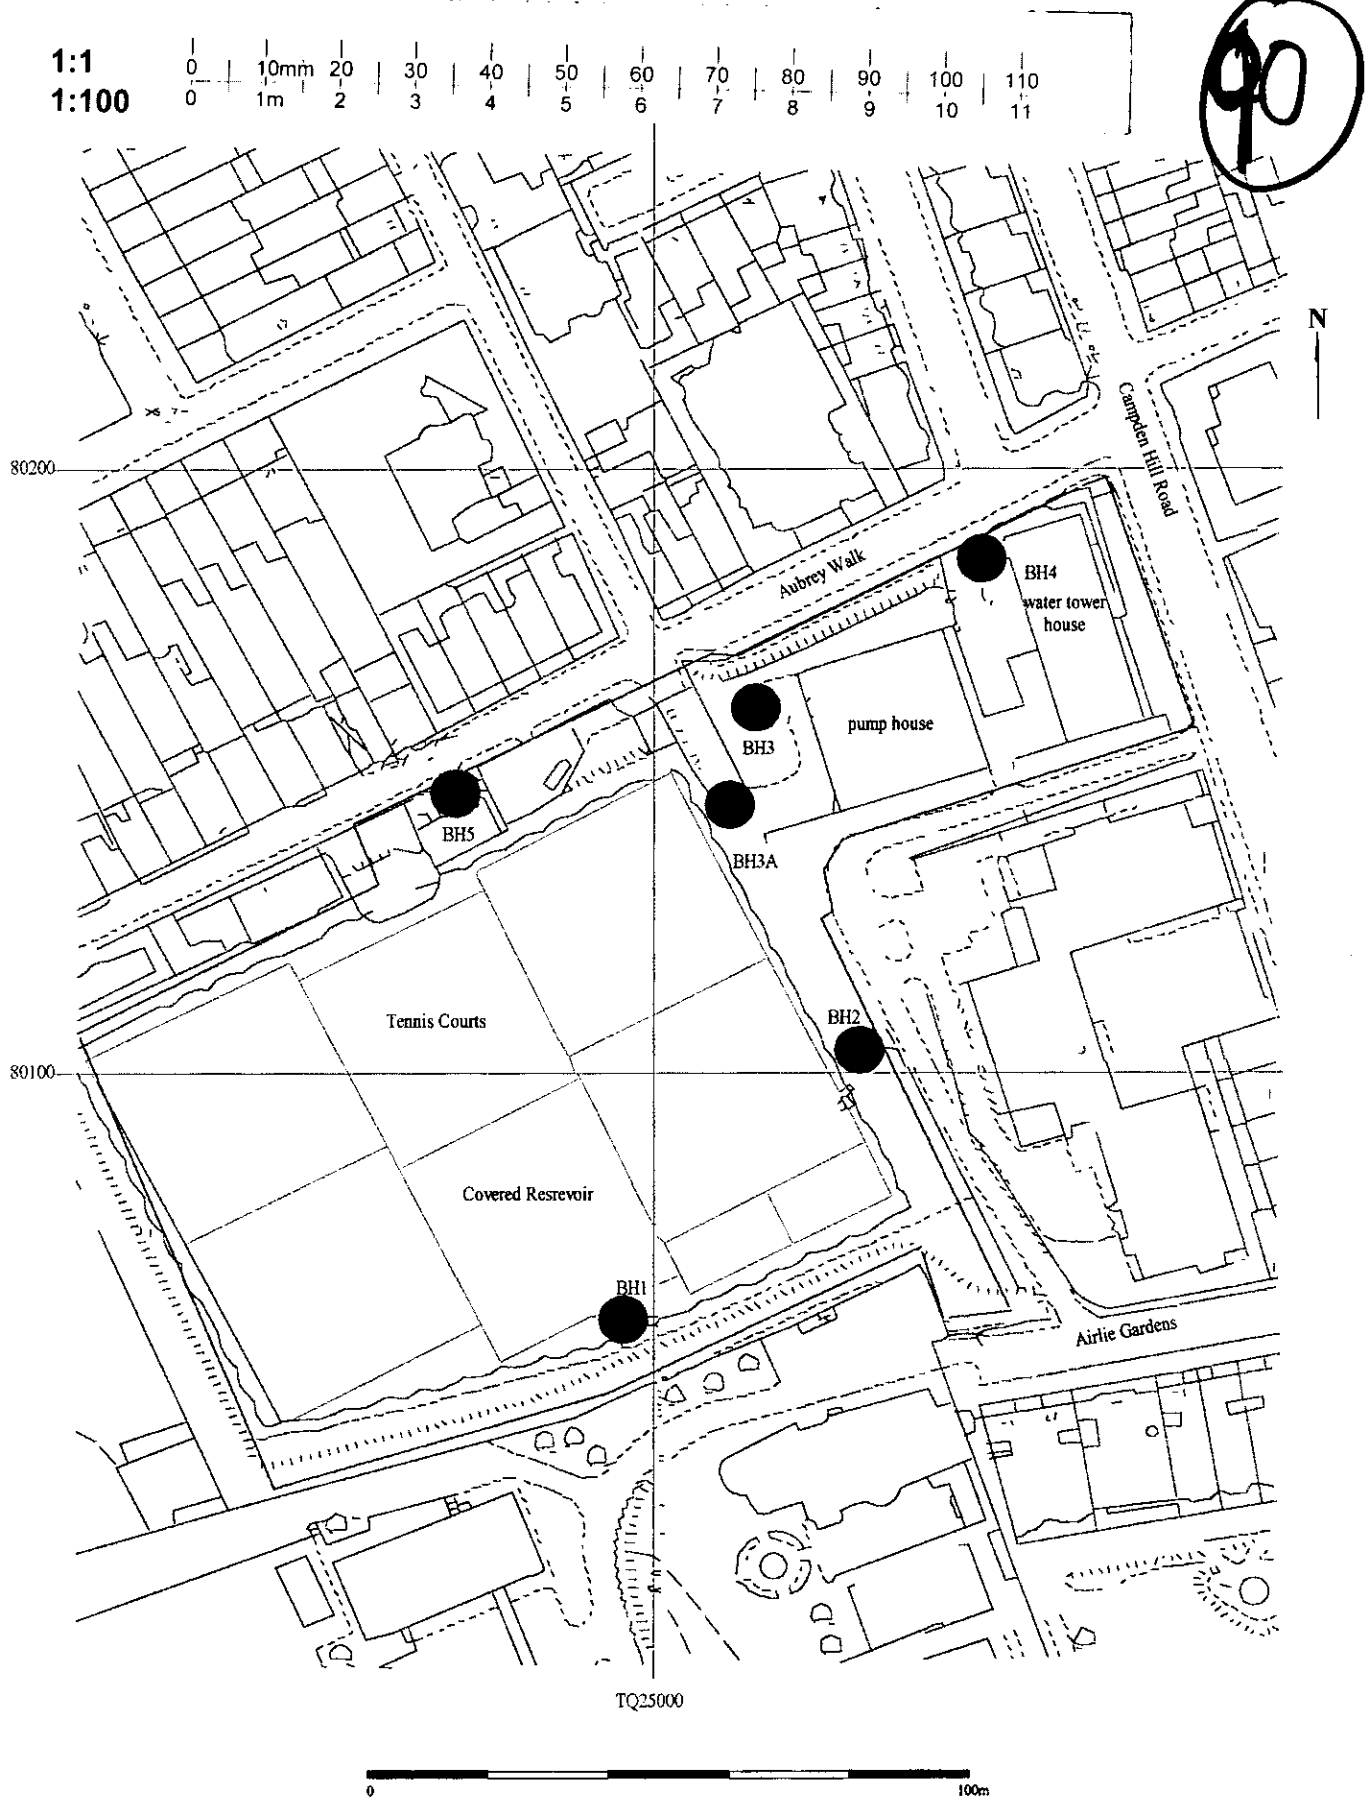 1:1 0 10mm 20 30 40 50 60 70 80 90 100 110
1:100 0 1m 2 3 4 5 6 7 8 9 10 11
90
N
Campden Hill Road
80200
Aubrey Walk
BH4
water tower
house
pump house
BH3
BH5
BH3A
BH2
Tennis Courts
80100
Covered Resrevoir
BH1
Airlie Gardens
TQ25000
0 100m